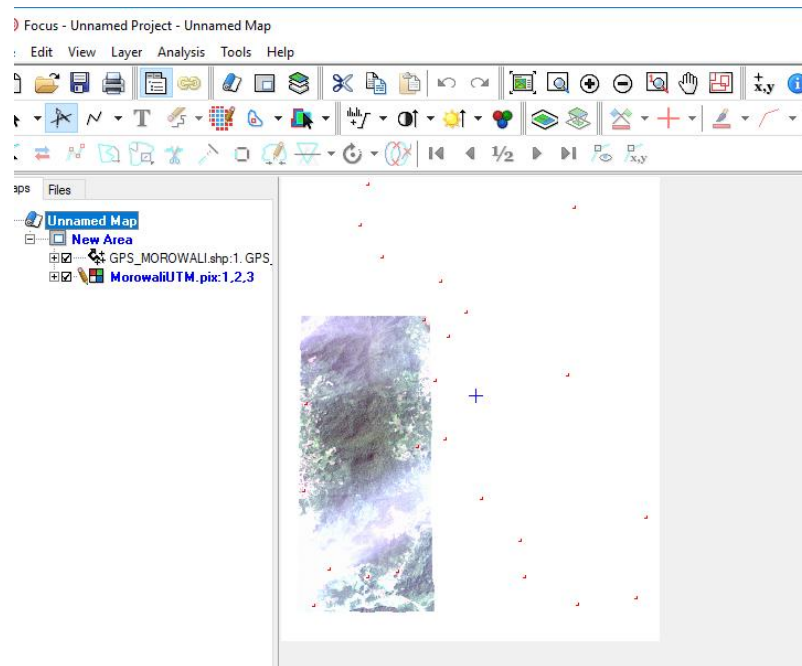 Focus - Unnamed Project - Unnamed Map
Edit View Layer Analysis Tools Help
x,y
T
1/2
x,y
aps Files
Unnamed Map
New Area
GPS_MOROWALI.shp:1. GPS_
MorowaliUTM.pix:1,2,3